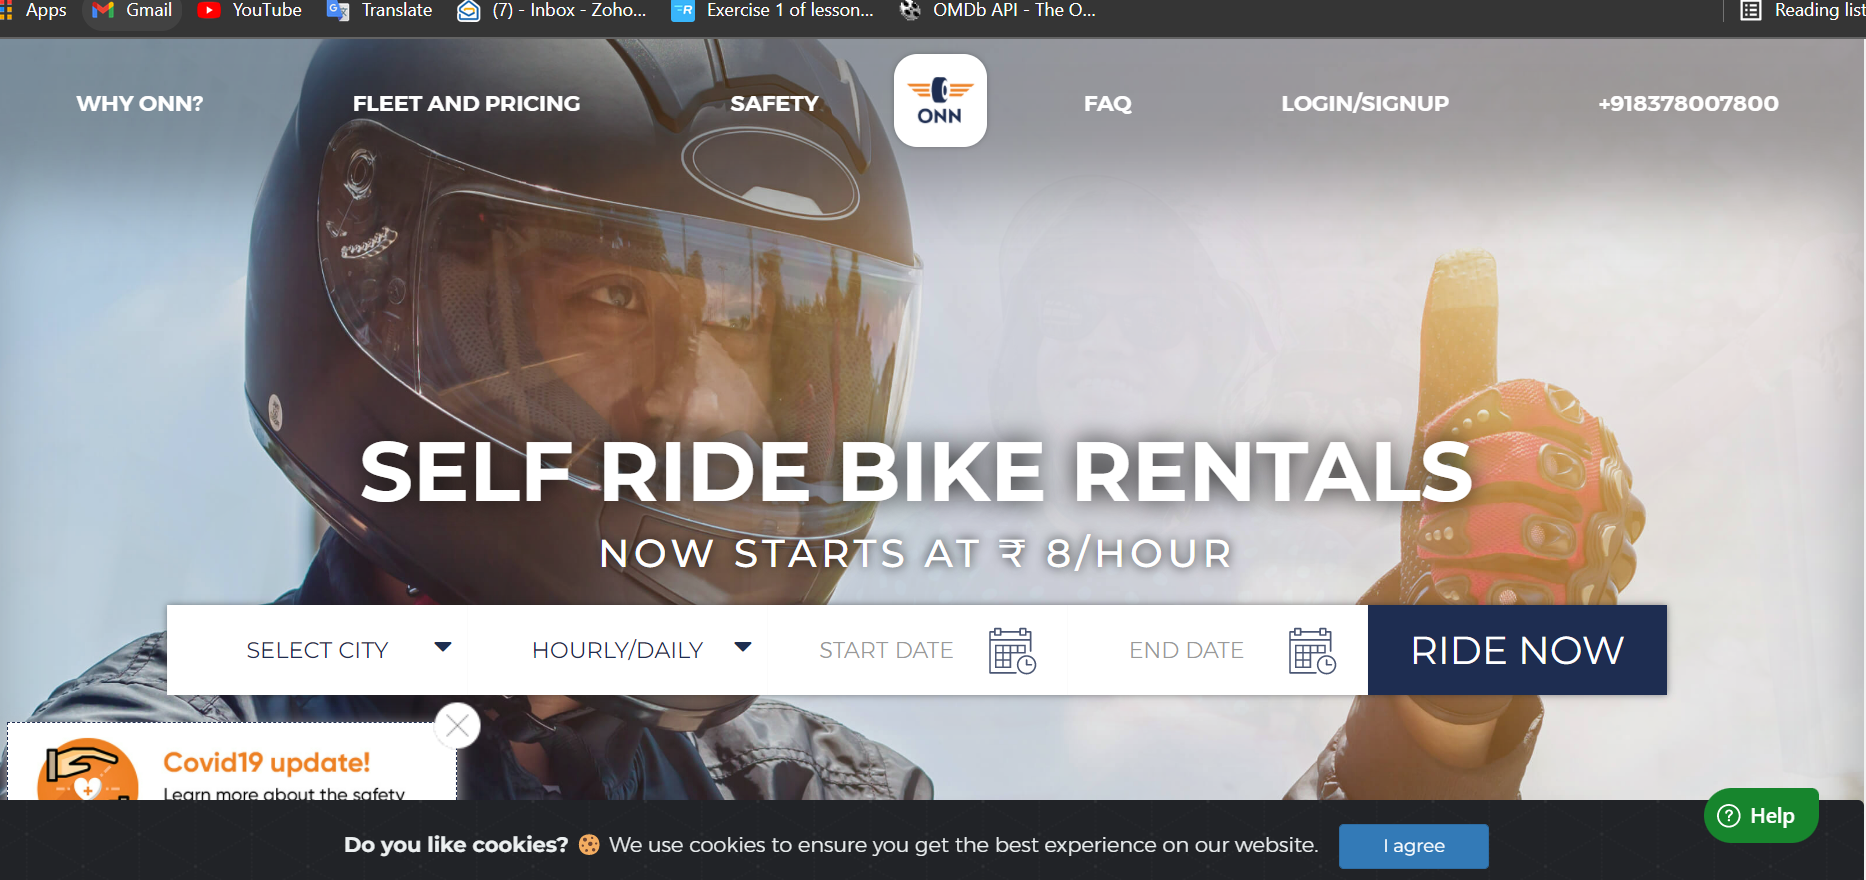 Apps Gmail YouTube Translate (7) - Inbox - Zoho... Exercise 1 of lesson... OMDb API - The O... Reading list
WHY ONN? FLEET AND PRICING SAFETY ONN FAQ LOGIN/SIGNUP +918378007800
SELF RIDE BIKE RENTALS
NOW STARTS AT ₹ 8/HOUR
SELECT CITY HOURLY/DAILY START DATE END DATE RIDE NOW
Covid19 update!
Learn more about the safety
Help
Do you like cookies? 🍪 We use cookies to ensure you get the best experience on our website. I agree